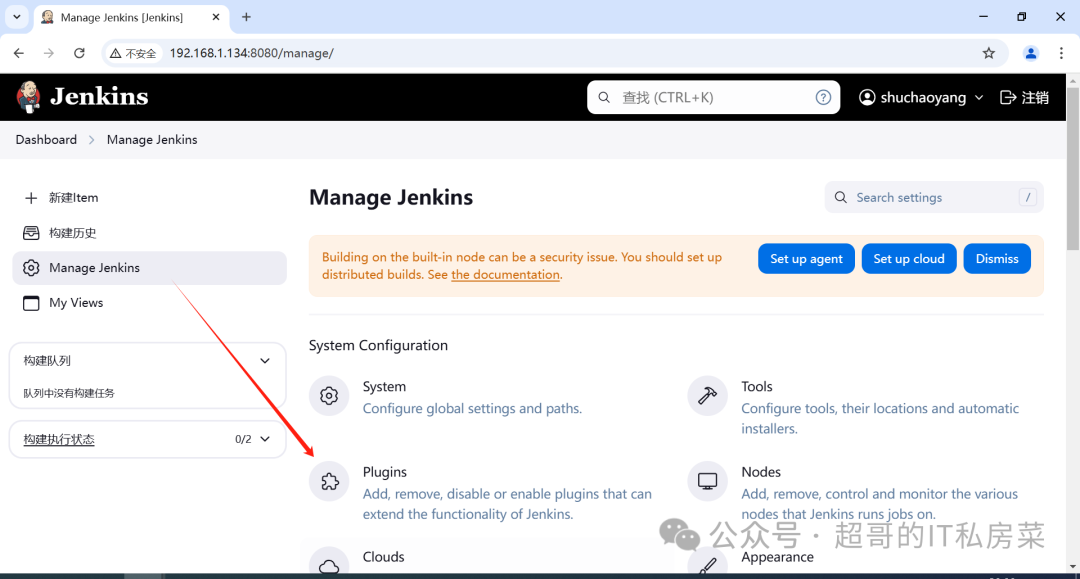 Manage Jenkins [Jenkins]
不安全
192.168.1.134:8080/manage/
Jenkins
查找 (CTRL+K)
?
shuchaoyang
注销
Dashboard
Manage Jenkins
新建Item
构建历史
Manage Jenkins
My Views
构建队列
队列中没有构建任务
构建执行状态
0/2
Manage Jenkins
Search settings
/
Building on the built-in node can be a security issue. You should set up
distributed builds. See the documentation.
Set up agent
Set up cloud
Dismiss
System Configuration
System
Configure global settings and paths.
Tools
Configure tools, their locations and automatic
installers.
Plugins
Add, remove, disable or enable plugins that can
extend the functionality of Jenkins.
Nodes
Add, remove, control and monitor the various
nodes that Jenkins runs jobs on.
Clouds
Appearance
公众号 · 超哥的IT私房菜